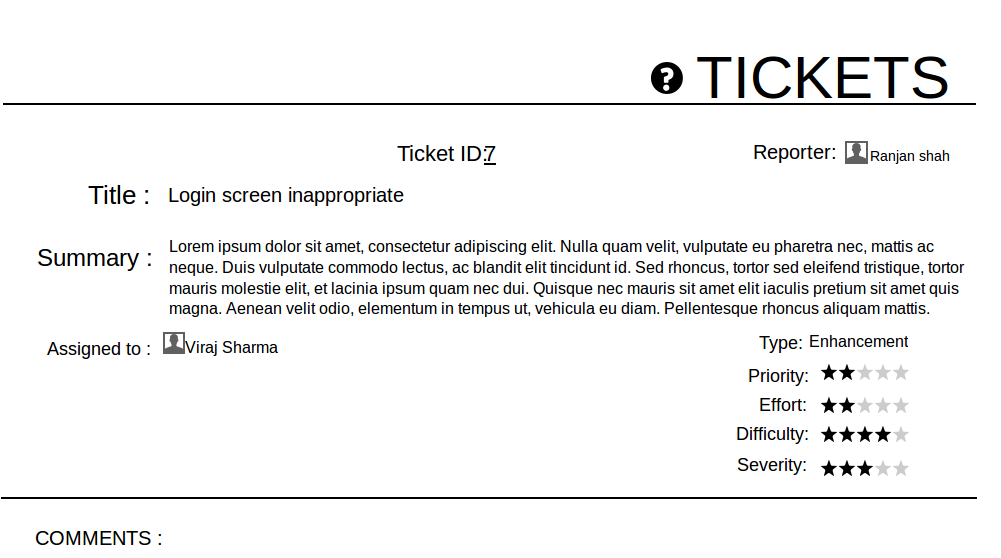 TICKETS
Ticket ID:7
Reporter: Ranjan shah
Title : Login screen inappropriate
Summary : Lorem ipsum dolor sit amet, consectetur adipiscing elit. Nulla quam velit, vulputate eu pharetra nec, mattis ac
neque. Duis vulputate commodo lectus, ac blandit elit tincidunt id. Sed rhoncus, tortor sed eleifend tristique, tortor
mauris molestie elit, et lacinia ipsum quam nec dui. Quisque nec mauris sit amet elit iaculis pretium sit amet quis
magna. Aenean velit odio, elementum in tempus ut, vehicula eu diam. Pellentesque rhoncus aliquam mattis.
Assigned to : Viraj Sharma
Type: Enhancement
Priority:
Effort:
Difficulty:
Severity:
COMMENTS :